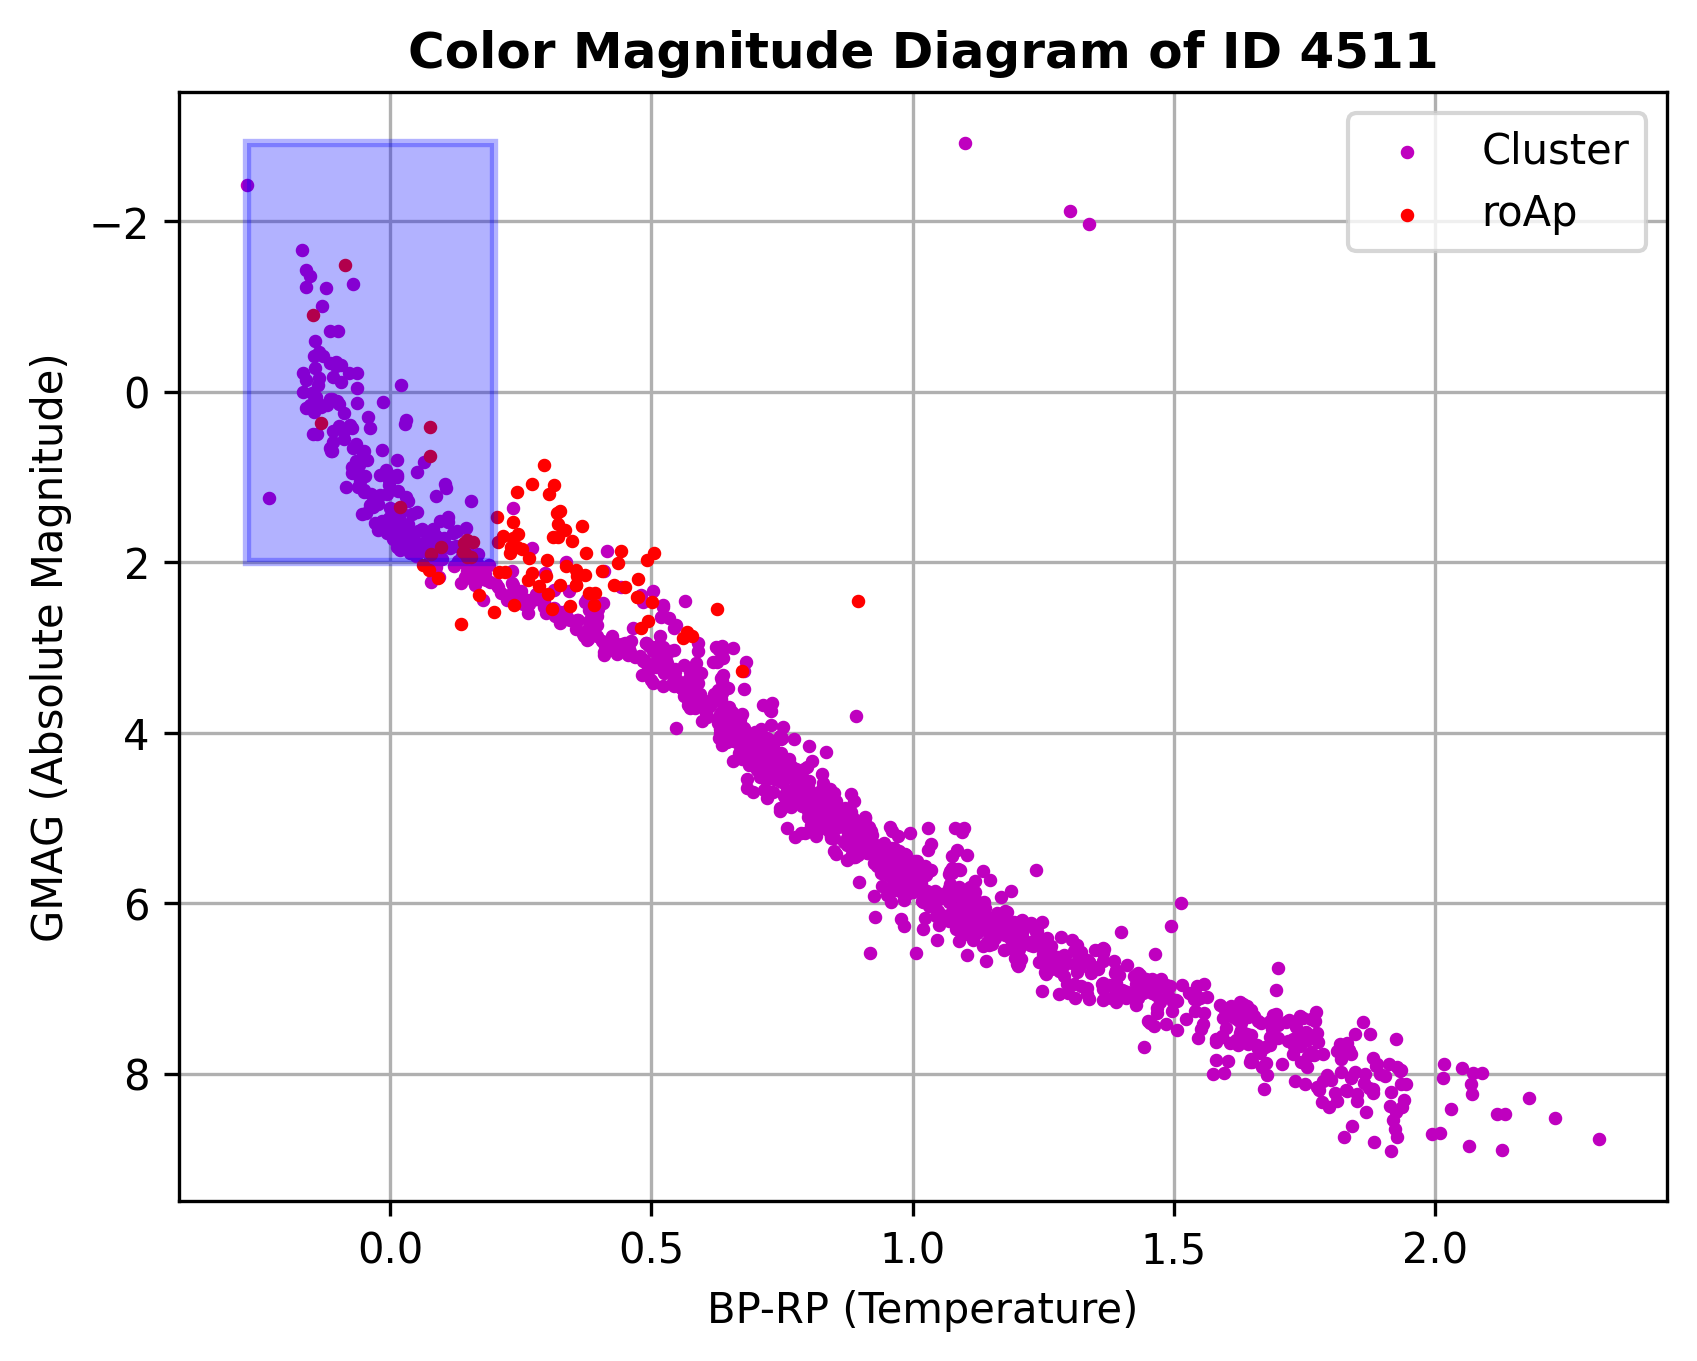 Color Magnitude Diagram of ID 4511
Cluster
roAp
GMAG (Absolute Magnitude)
−2
0
2
4
6
8
0.0 0.5 1.0 1.5 2.0
BP-RP (Temperature)